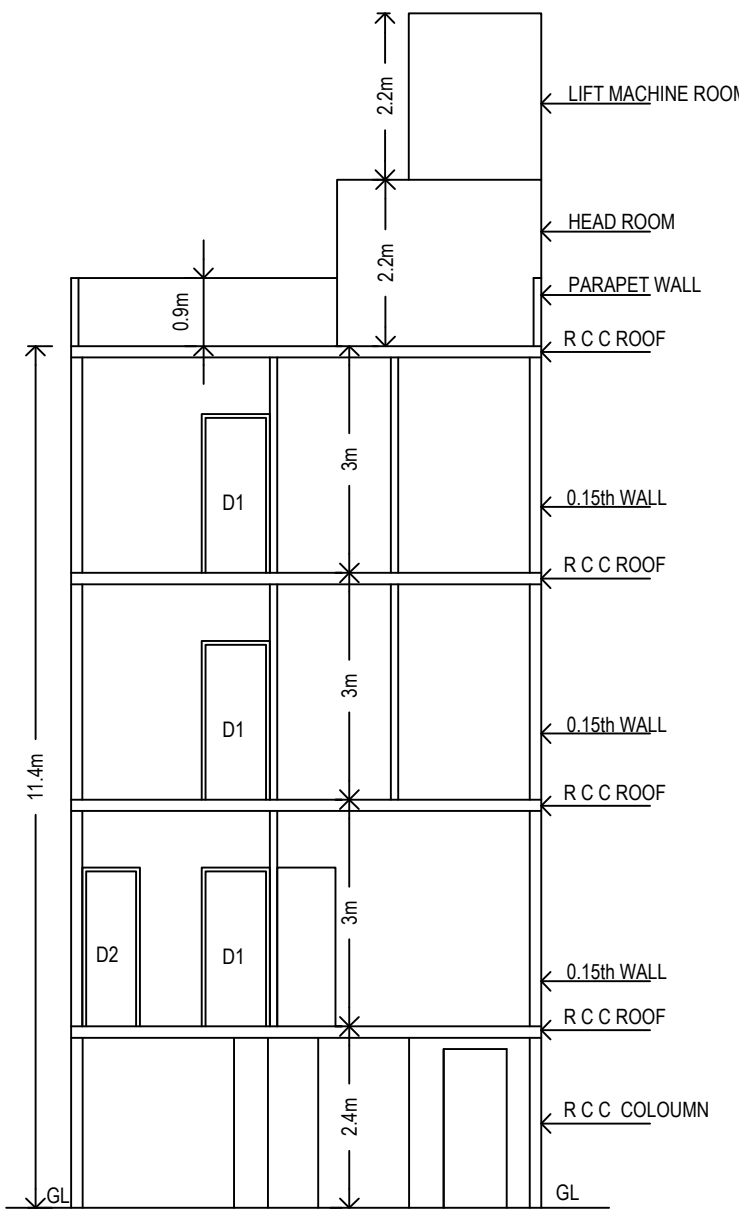 2.2m
LIFT MACHINE ROOM
2.2m
HEAD ROOM
PARAPET WALL
0.9m
R C C ROOF
3m
0.15th WALL
D1
R C C ROOF
3m
0.15th WALL
D1
11.4m
R C C ROOF
3m
D2
D1
0.15th WALL
R C C ROOF
2.4m
R C C COLOUMN
GL
GL